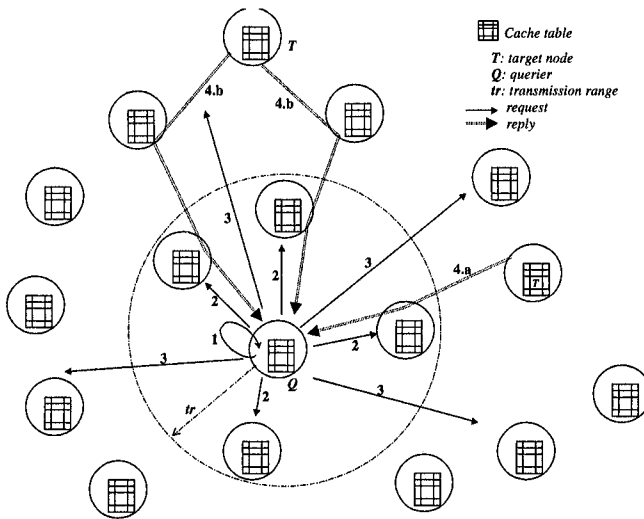 Cache table
T
T: target node
Q: querier
tr: transmission range
request
reply
4.b
4.b
3
3
4.a
T
2
2
2
1
3
Q
3
tr
2